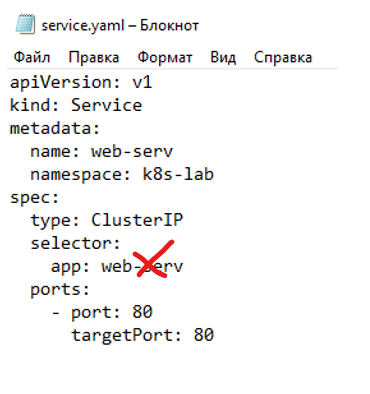 service.yaml – Блокнот
Файл Правка Формат Вид Справка
apiVersion: v1
kind: Service
metadata:
  name: web-serv
  namespace: k8s-lab
spec:
  type: ClusterIP
  selector:
    app: web-serv
  ports:
    - port: 80
      targetPort: 80